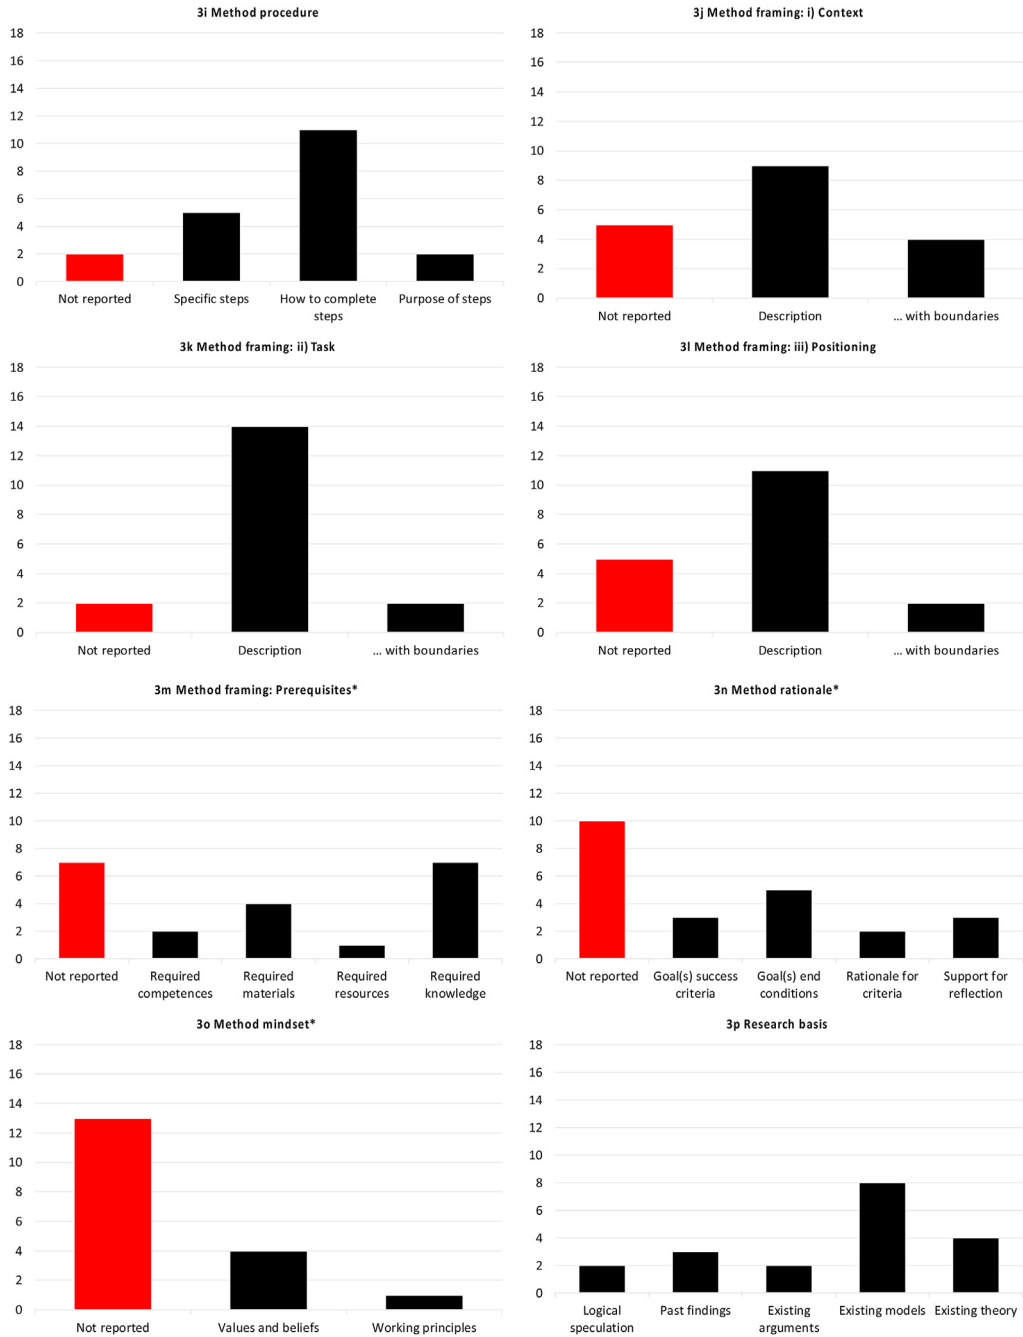 3i Method procedure
18
16
14
12
10
8
6
4
2
0
Not reported
Specific steps
How to complete
steps
Purpose of steps
3j Method framing: i) Context
18
16
14
12
10
8
6
4
2
0
Not reported
Description
... with boundaries
3k Method framing: ii) Task
18
16
14
12
10
8
6
4
2
0
Not reported
Description
... with boundaries
3l Method framing: iii) Positioning
18
16
14
12
10
8
6
4
2
0
Not reported
Description
... with boundaries
3m Method framing: Prerequisites*
18
16
14
12
10
8
6
4
2
0
Not reported
Required
competences
Required
materials
Required
resources
Required
knowledge
3n Method rationale*
18
16
14
12
10
8
6
4
2
0
Not reported
Goal(s) success
criteria
Goal(s) end
conditions
Rationale for
criteria
Support for
reflection
3o Method mindset*
18
16
14
12
10
8
6
4
2
0
Not reported
Values and beliefs
Working principles
3p Research basis
18
16
14
12
10
8
6
4
2
0
Logical
speculation
Past findings
Existing
arguments
Existing models
Existing theory